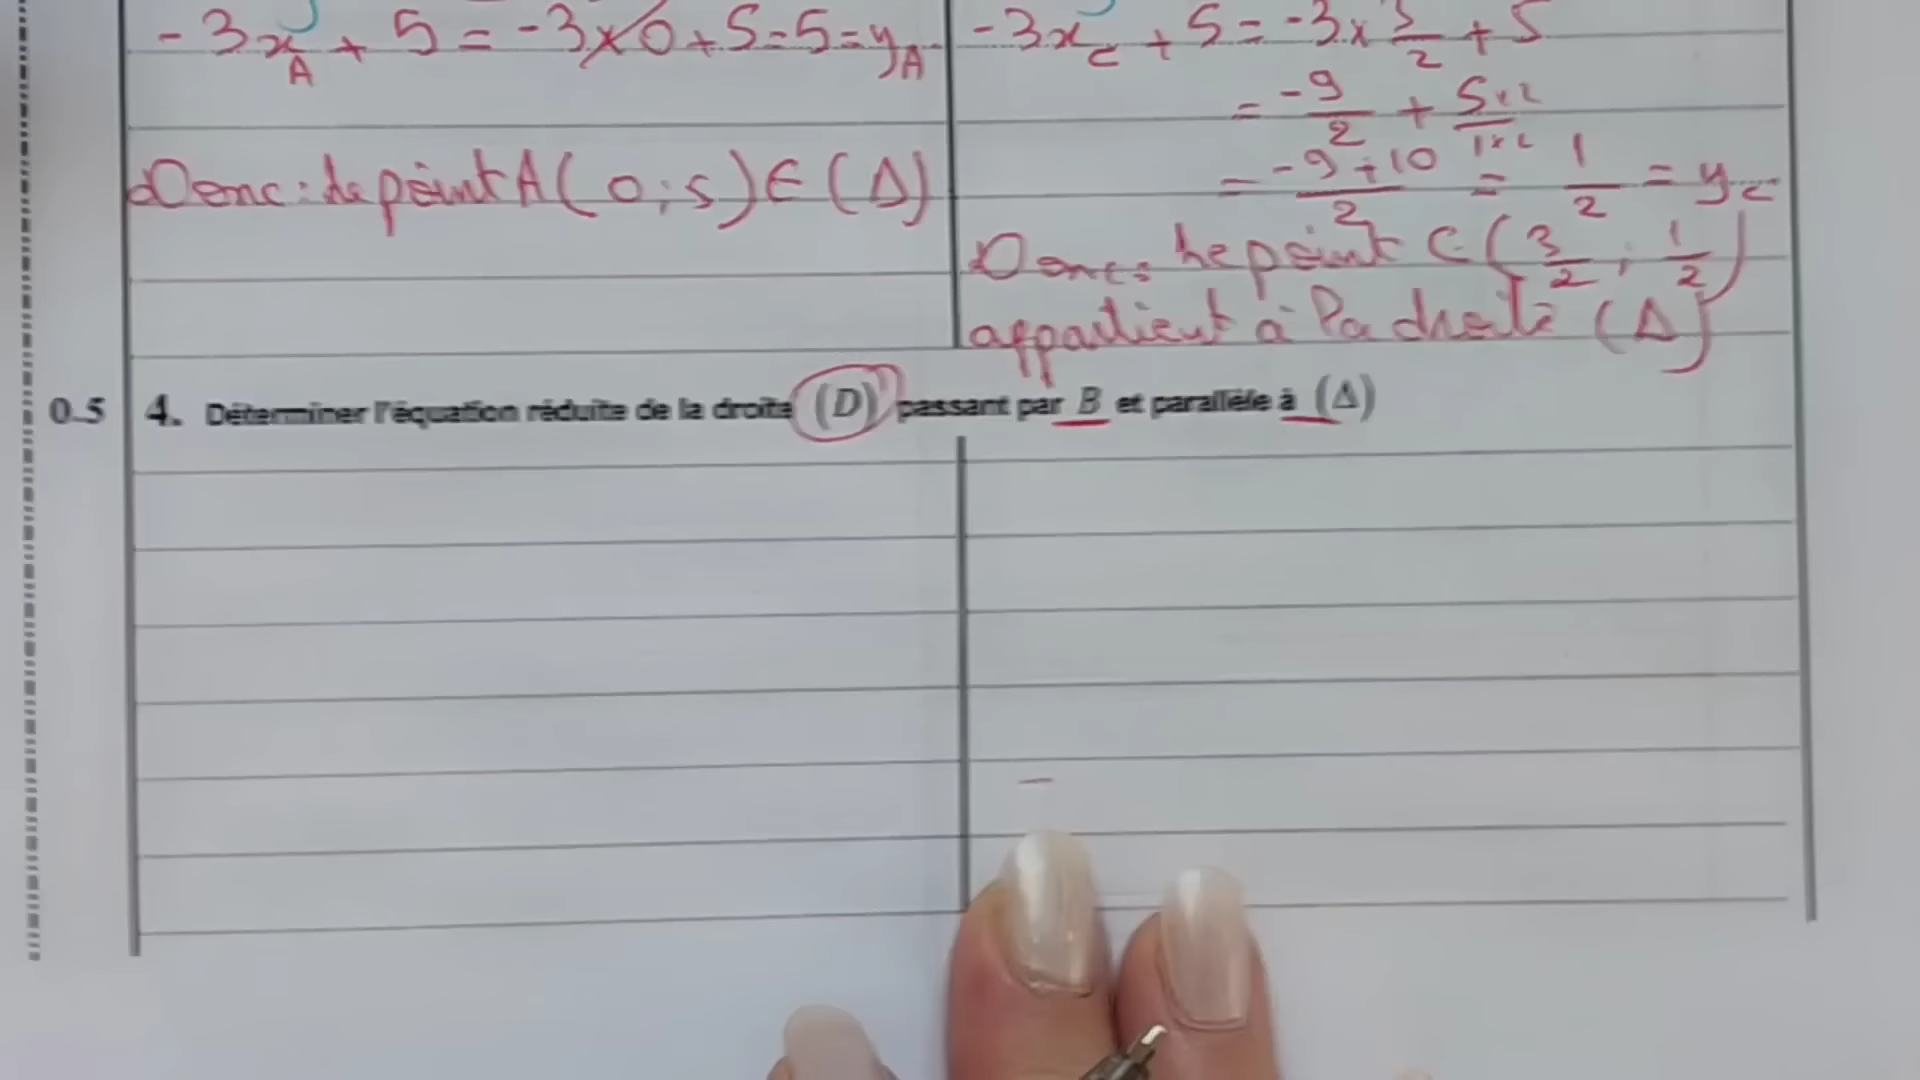 -3x_A + 5 = -3×0+5=5=y_A
Donc: le point A(0;5)∈(Δ)
-3x_C + 5 = -3×3/2 + 5
= -9/2 + 5×2/1×2
= -9+10/2 = 1/2 = y_C
Donc: le point C(3/2; 1/2)
appartient à la droite (Δ)
0.5 4. Déterminer l'équation réduite de la droite (D) passant par B et parallèle à (Δ)